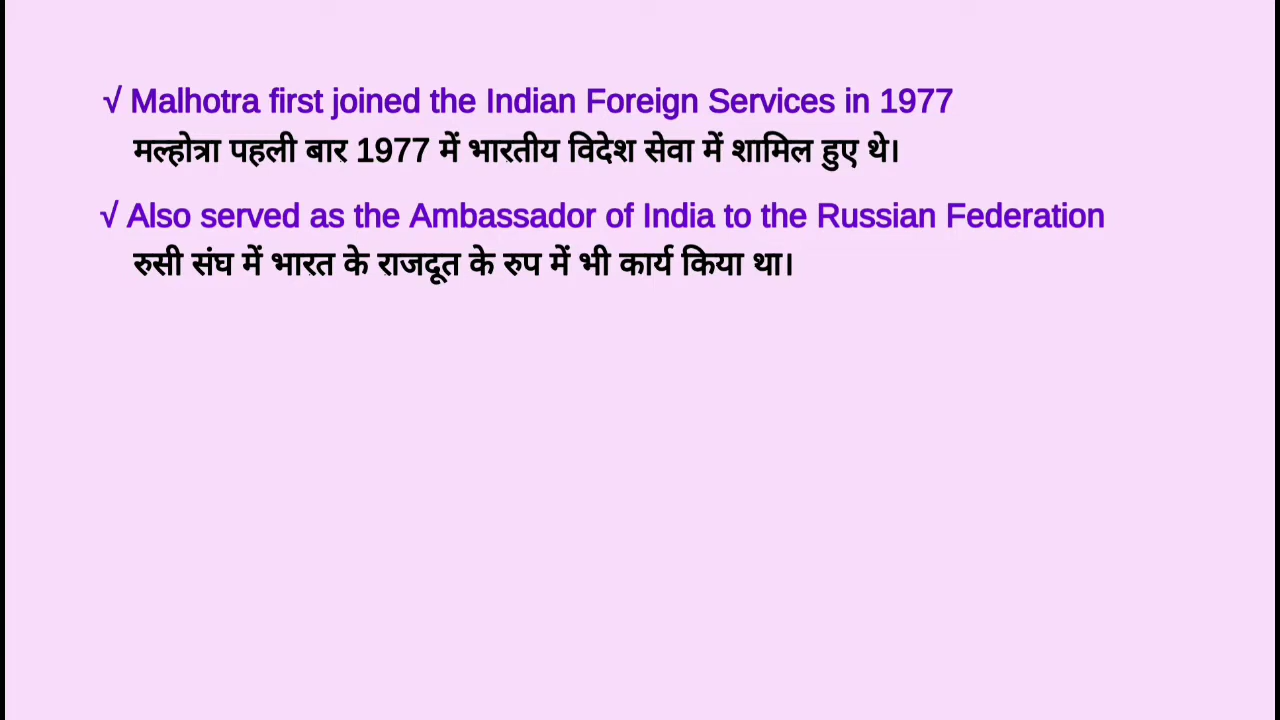 √ Malhotra first joined the Indian Foreign Services in 1977
मल्होत्रा पहली बार 1977 में भारतीय विदेश सेवा में शामिल हुए थे।
√ Also served as the Ambassador of India to the Russian Federation
रुसी संघ में भारत के राजदूत के रुप में भी कार्य किया था।